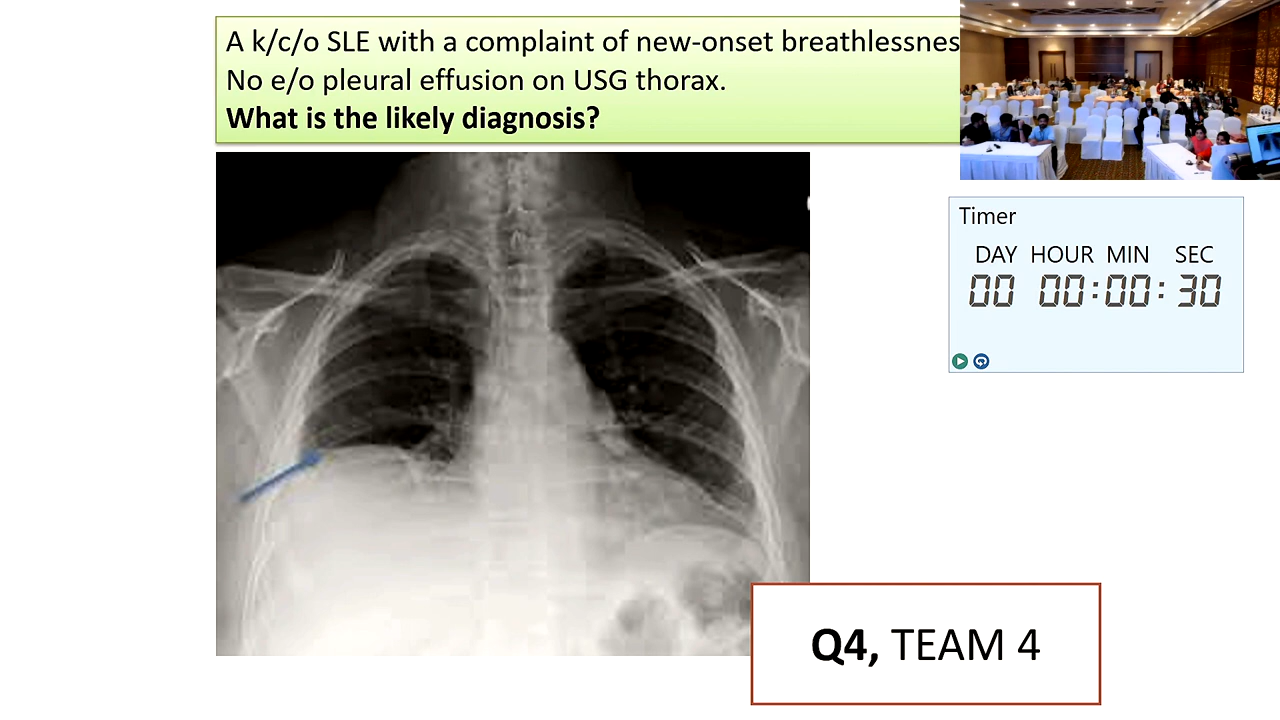 A k/c/o SLE with a complaint of new-onset breathlessnes
No e/o pleural effusion on USG thorax.
What is the likely diagnosis?
Timer
DAY HOUR MIN SEC
00 00:00:30
Q4, TEAM 4